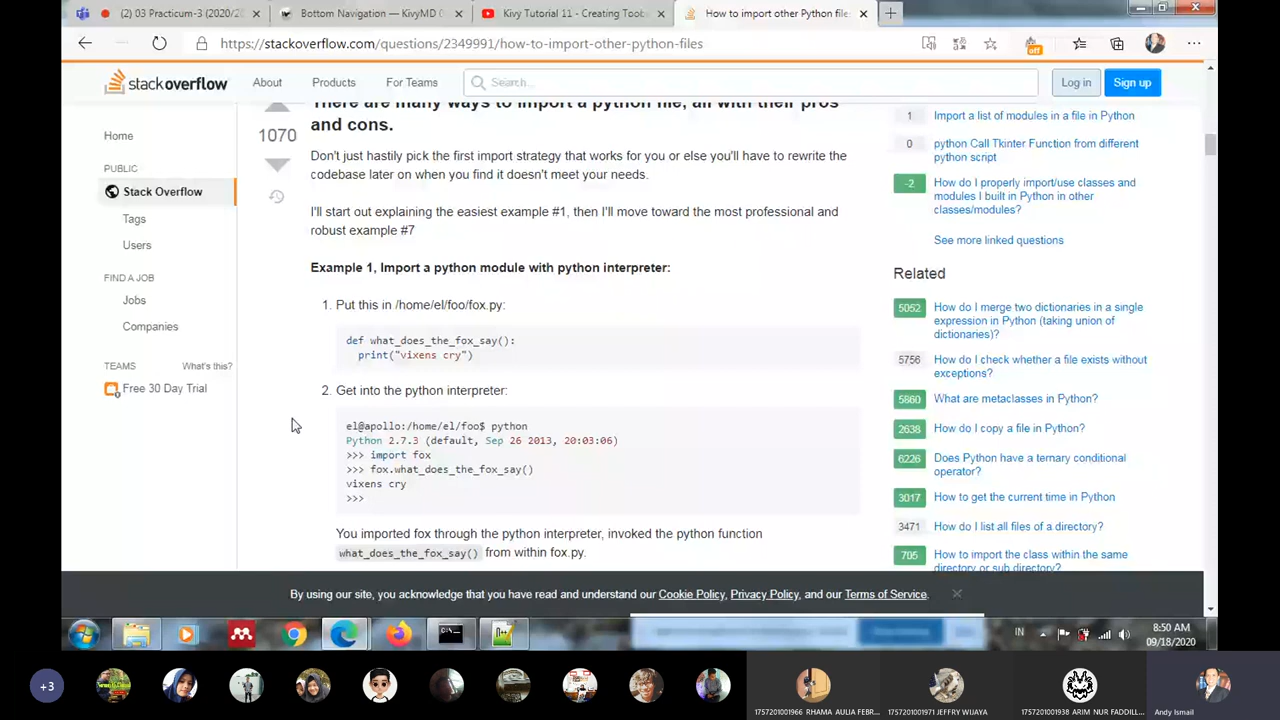 (2) 03 Practicum-3 (2020/20
Bottom Navigation — KivyMD 0
Kivy Tutorial 11 - Creating Toolb
How to import other Python file
https://stackoverflow.com/questions/2349991/how-to-import-other-python-files
off
stackoverflow
About
Products
For Teams
Search...
Log in
Sign up
Home
PUBLIC
Stack Overflow
Tags
Users
FIND A JOB
Jobs
Companies
TEAMS
What's this?
Free 30 Day Trial
1070
There are many ways to import a python file, all with their pros
and cons.
Don't just hastily pick the first import strategy that works for you or else you'll have to rewrite the
codebase later on when you find it doesn't meet your needs.
I'll start out explaining the easiest example #1, then I'll move toward the most professional and
robust example #7
Example 1, Import a python module with python interpreter:
1. Put this in /home/el/foo/fox.py:
def what_does_the_fox_say():
print("vixens cry")
2. Get into the python interpreter:
el@apollo:/home/el/foo$ python
Python 2.7.3 (default, Sep 26 2013, 20:03:06)
>>> import fox
>>> fox.what_does_the_fox_say()
vixens cry
>>>
You imported fox through the python interpreter, invoked the python function
what_does_the_fox_say() from within fox.py.
1 Import a list of modules in a file in Python
0 python Call Tkinter Function from different
python script
-2 How do I properly import/use classes and
modules I built in Python in other
classes/modules?
See more linked questions
Related
5052 How do I merge two dictionaries in a single
expression in Python (taking union of
dictionaries)?
5756 How do I check whether a file exists without
exceptions?
5860 What are metaclasses in Python?
2638 How do I copy a file in Python?
6226 Does Python have a ternary conditional
operator?
3017 How to get the current time in Python
3471 How do I list all files of a directory?
705 How to import the class within the same
directory or sub directory?
By using our site, you acknowledge that you have read and understand our Cookie Policy, Privacy Policy, and our Terms of Service.
IN
8:50 AM
09/18/2020
+3
1757201001966 RHAMA AULIA FEBR...
1757201001971 JEFFRY WIJAYA
1757201001938 ARIM NUR FADDILL...
Andy Ismail